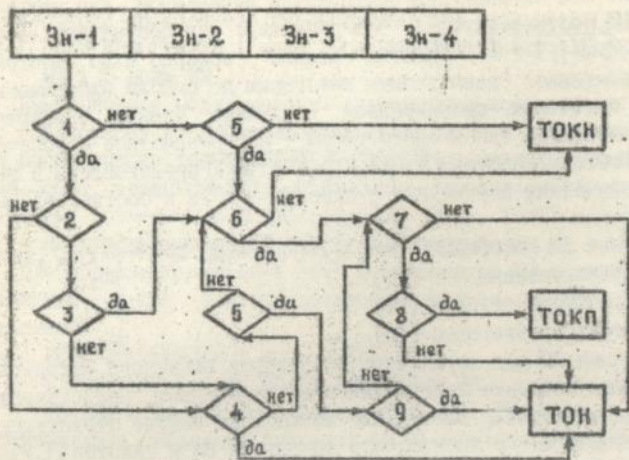 Зн-1 Зн-2 Зн-3 Зн-4
1 нет 5 нет ТОКН
да да
нет 2 6 нет 7 нет
да да
3 да 5 да 8 да ТОКП
нет нет нет
4 нет 9 да ТОН
нет
да